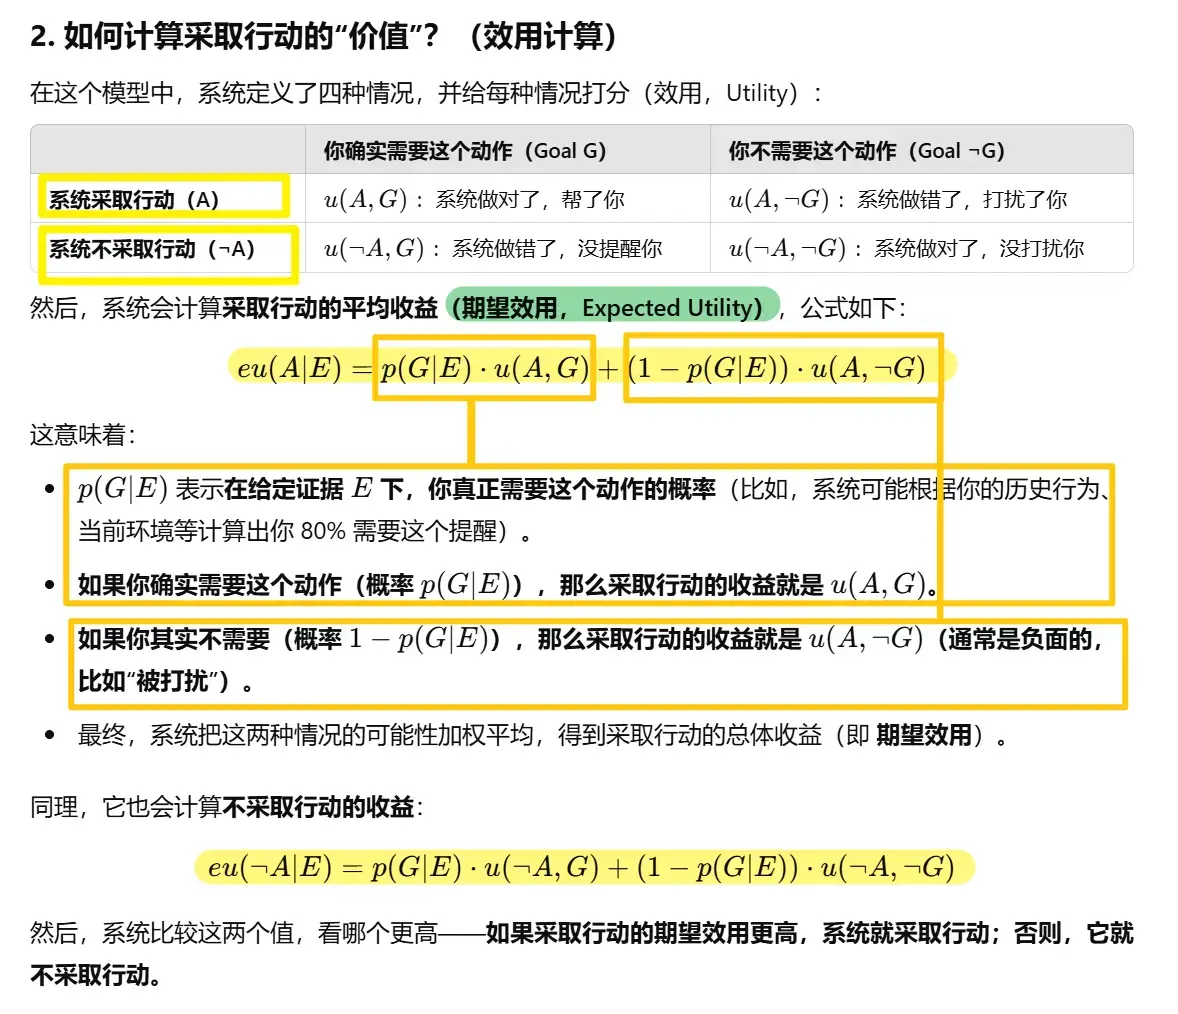 2. 如何计算采取行动的“价值”？（效用计算）
在这个模型中，系统定义了四种情况，并给每种情况打分（效用，Utility）：
你确实需要这个动作（Goal G） 你不需要这个动作（Goal ¬G）
系统采取行动（A） u(A, G)：系统做对了，帮了你 u(A, ¬G)：系统做错了，打扰了你
系统不采取行动（¬A） u(¬A, G)：系统做错了，没提醒你 u(¬A, ¬G)：系统做对了，没打扰你
然后，系统会计算采取行动的平均收益（期望效用，Expected Utility），公式如下：
eu(A|E) = p(G|E) · u(A, G) + (1 − p(G|E)) · u(A, ¬G)
这意味着：
• p(G|E) 表示在给定证据 E 下，你真正需要这个动作的概率（比如，系统可能根据你的历史行为、
当前环境等计算出你 80% 需要这个提醒）。
• 如果你确实需要这个动作（概率 p(G|E)），那么采取行动的收益就是 u(A, G)。
• 如果你其实不需要（概率 1 − p(G|E)），那么采取行动的收益就是 u(A, ¬G)（通常是负面的，
比如“被打扰”）。
• 最终，系统把这两种情况的可能性加权平均，得到采取行动的总体收益（即 期望效用）。
同理，它也会计算不采取行动的收益：
eu(¬A|E) = p(G|E) · u(¬A, G) + (1 − p(G|E)) · u(¬A, ¬G)
然后，系统比较这两个值，看哪个更高——如果采取行动的期望效用更高，系统就采取行动；否则，它就
不采取行动。